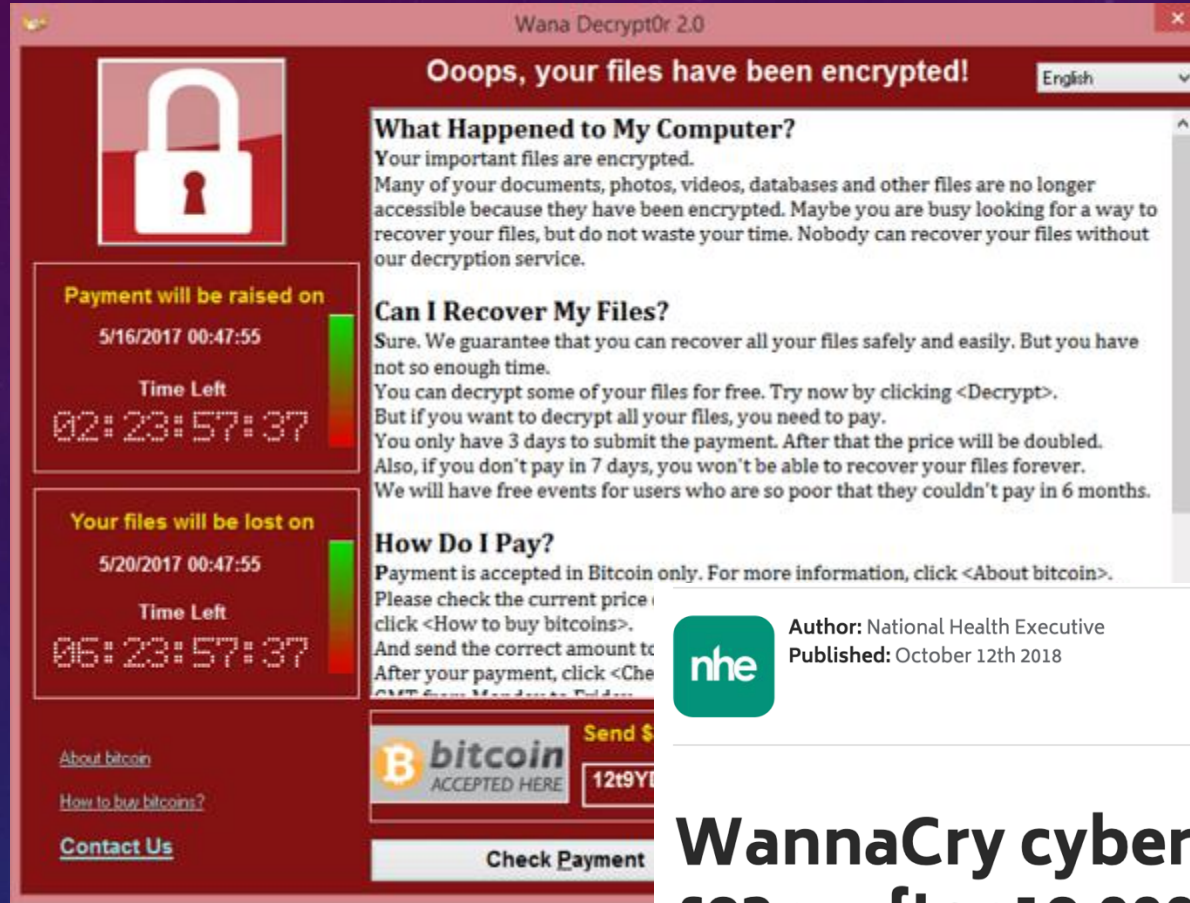 Wana Decrypt0r 2.0
Ooops, your files have been encrypted!
English
What Happened to My Computer?
Your important files are encrypted.
Many of your documents, photos, videos, databases and other files are no longer
accessible because they have been encrypted. Maybe you are busy looking for a way to
recover your files, but do not waste your time. Nobody can recover your files without
our decryption service.
Can I Recover My Files?
Sure. We guarantee that you can recover all your files safely and easily. But you have
not so enough time.
You can decrypt some of your files for free. Try now by clicking <Decrypt>.
But if you want to decrypt all your files, you need to pay.
You only have 3 days to submit the payment. After that the price will be doubled.
Also, if you don't pay in 7 days, you won't be able to recover your files forever.
We will have free events for users who are so poor that they couldn't pay in 6 months.
How Do I Pay?
Payment is accepted in Bitcoin only. For more information, click <About bitcoin>.
Please check the current price
click <How to buy bitcoins>.
And send the correct amount to
After your payment, click <Che
GMT from Monday to Friday
Payment will be raised on
5/16/2017 00:47:55
Time Left
02:23:57:37
Your files will be lost on
5/20/2017 00:47:55
Time Left
06:23:57:37
About bitcoin
How to buy bitcoins?
Contact Us
bitcoin
ACCEPTED HERE
Send $
12t9Y
Check Payment
nhe
Author: National Health Executive
Published: October 12th 2018
WannaCry cyber